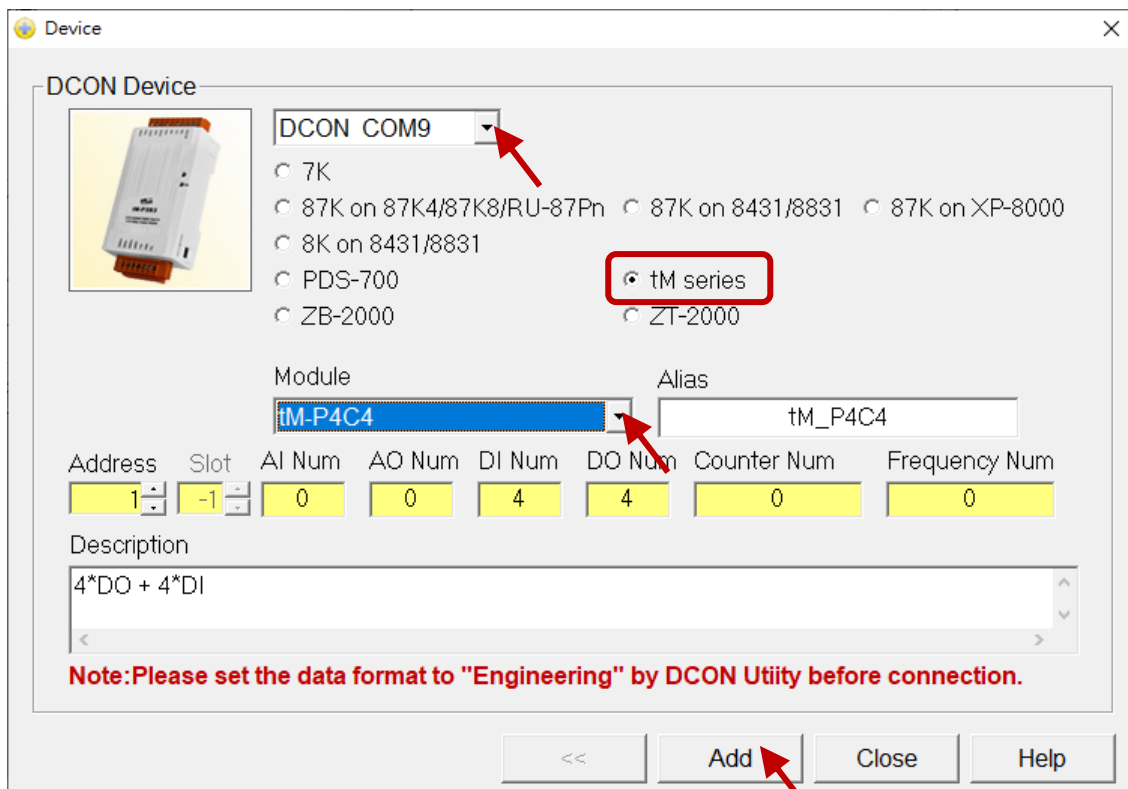 Device
DCON Device
DCON COM9
7K
87K on 87K4/87K8/RU-87Pn 87K on 8431/8831 87K on XP-8000
8K on 8431/8831
PDS-700 tM series
ZB-2000 ZT-2000
Module Alias
tM-P4C4 tM_P4C4
Address Slot AI Num AO Num DI Num DO Num Counter Num Frequency Num
1 -1 0 0 4 4 0 0
Description
4*DO + 4*DI
Note:Please set the data format to "Engineering" by DCON Utiity before connection.
<< Add Close Help